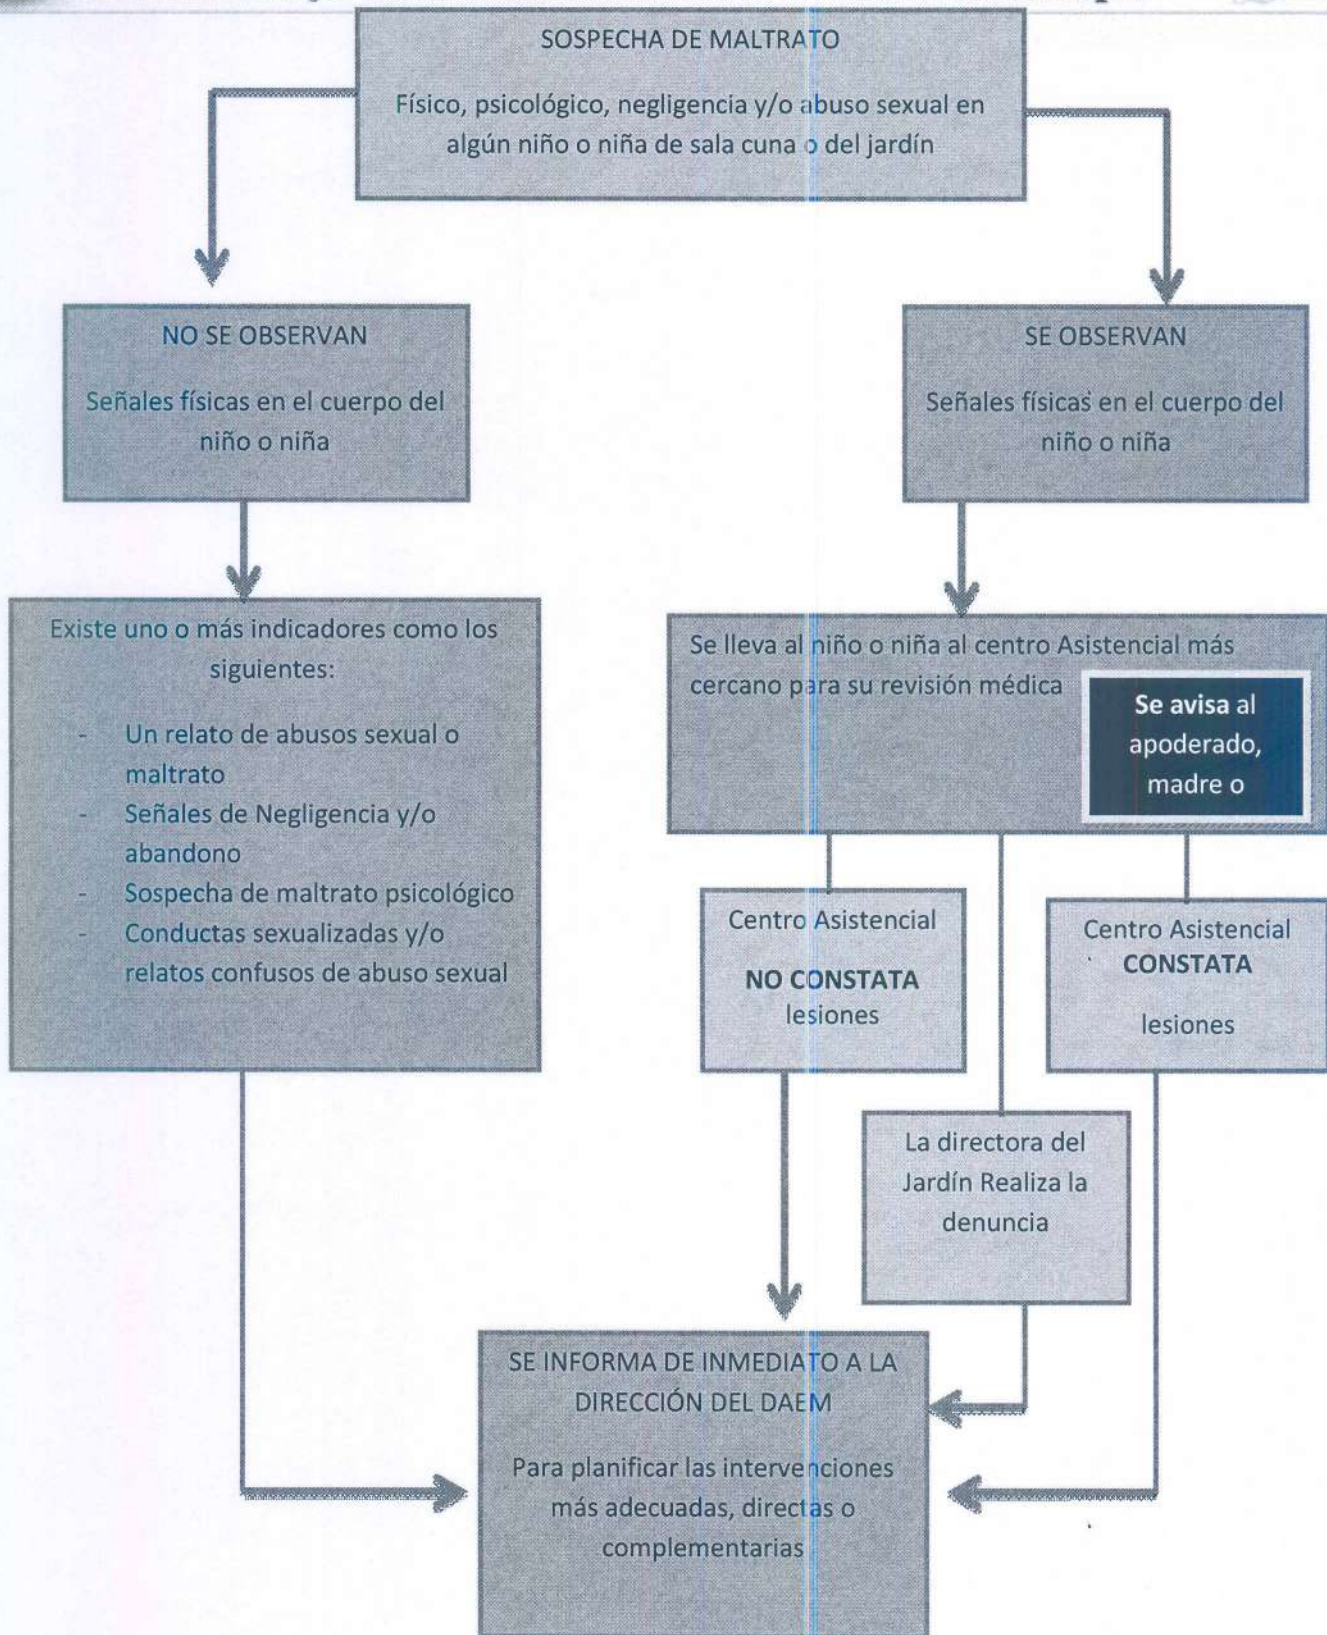 SOSPECHA DE MALTRATO
Físico, psicológico, negligencia y/o abuso sexual en
algún niño o niña de sala cuna o del jardín
NO SE OBSERVAN
Señales físicas en el cuerpo del
niño o niña
SE OBSERVAN
Señales físicas en el cuerpo del
niño o niña
Existe uno o más indicadores como los
siguientes:
- Un relato de abusos sexual o
maltrato
- Señales de Negligencia y/o
abandono
- Sospecha de maltrato psicológico
- Conductas sexualizadas y/o
relatos confusos de abuso sexual
Se lleva al niño o niña al centro Asistencial más
cercano para su revisión médica
Se avisa al
apoderado,
madre o
Centro Asistencial
NO CONSTATA
lesiones
Centro Asistencial
CONSTATA
lesiones
La directora del
Jardín Realiza la
denuncia
SE INFORMA DE INMEDIATO A LA
DIRECCIÓN DEL DAEM
Para planificar las intervenciones
más adecuadas, directas o
complementarias